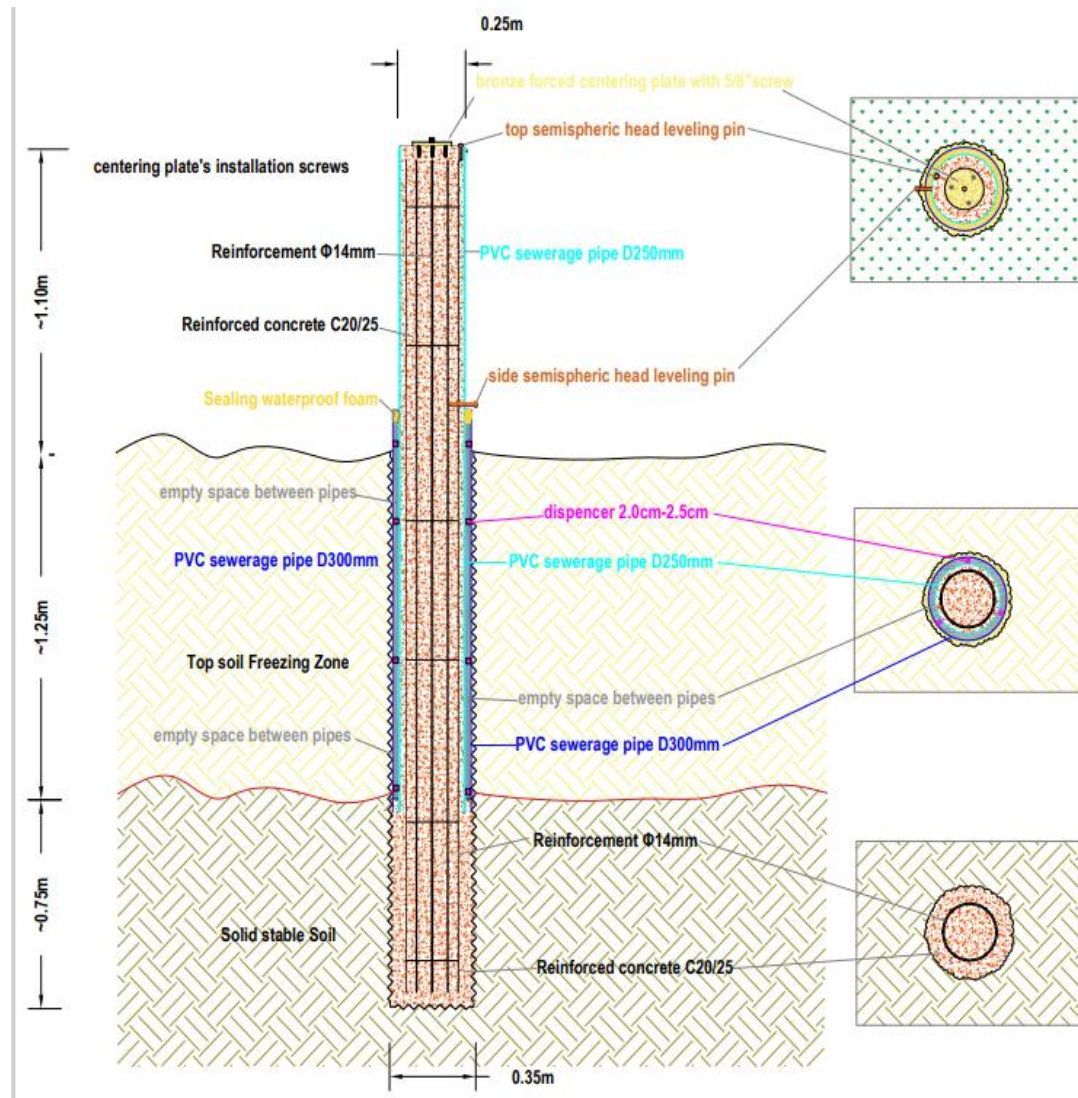 0.25m
bronze forced centering plate with 5/8"screw
top semispheric head leveling pin
centering plate's installation screws
Reinforcement Φ14mm
PVC sewerage pipe D250mm
~1.10m
Reinforced concrete C20/25
side semispheric head leveling pin
Sealing waterproof foam
empty space between pipes
dispencer 2.0cm-2.5cm
PVC sewerage pipe D300mm
PVC sewerage pipe D250mm
~1.25m
Top soil Freezing Zone
empty space between pipes
empty space between pipes
PVC sewerage pipe D300mm
Reinforcement Φ14mm
~0.75m
Solid stable Soil
Reinforced concrete C20/25
0.35m